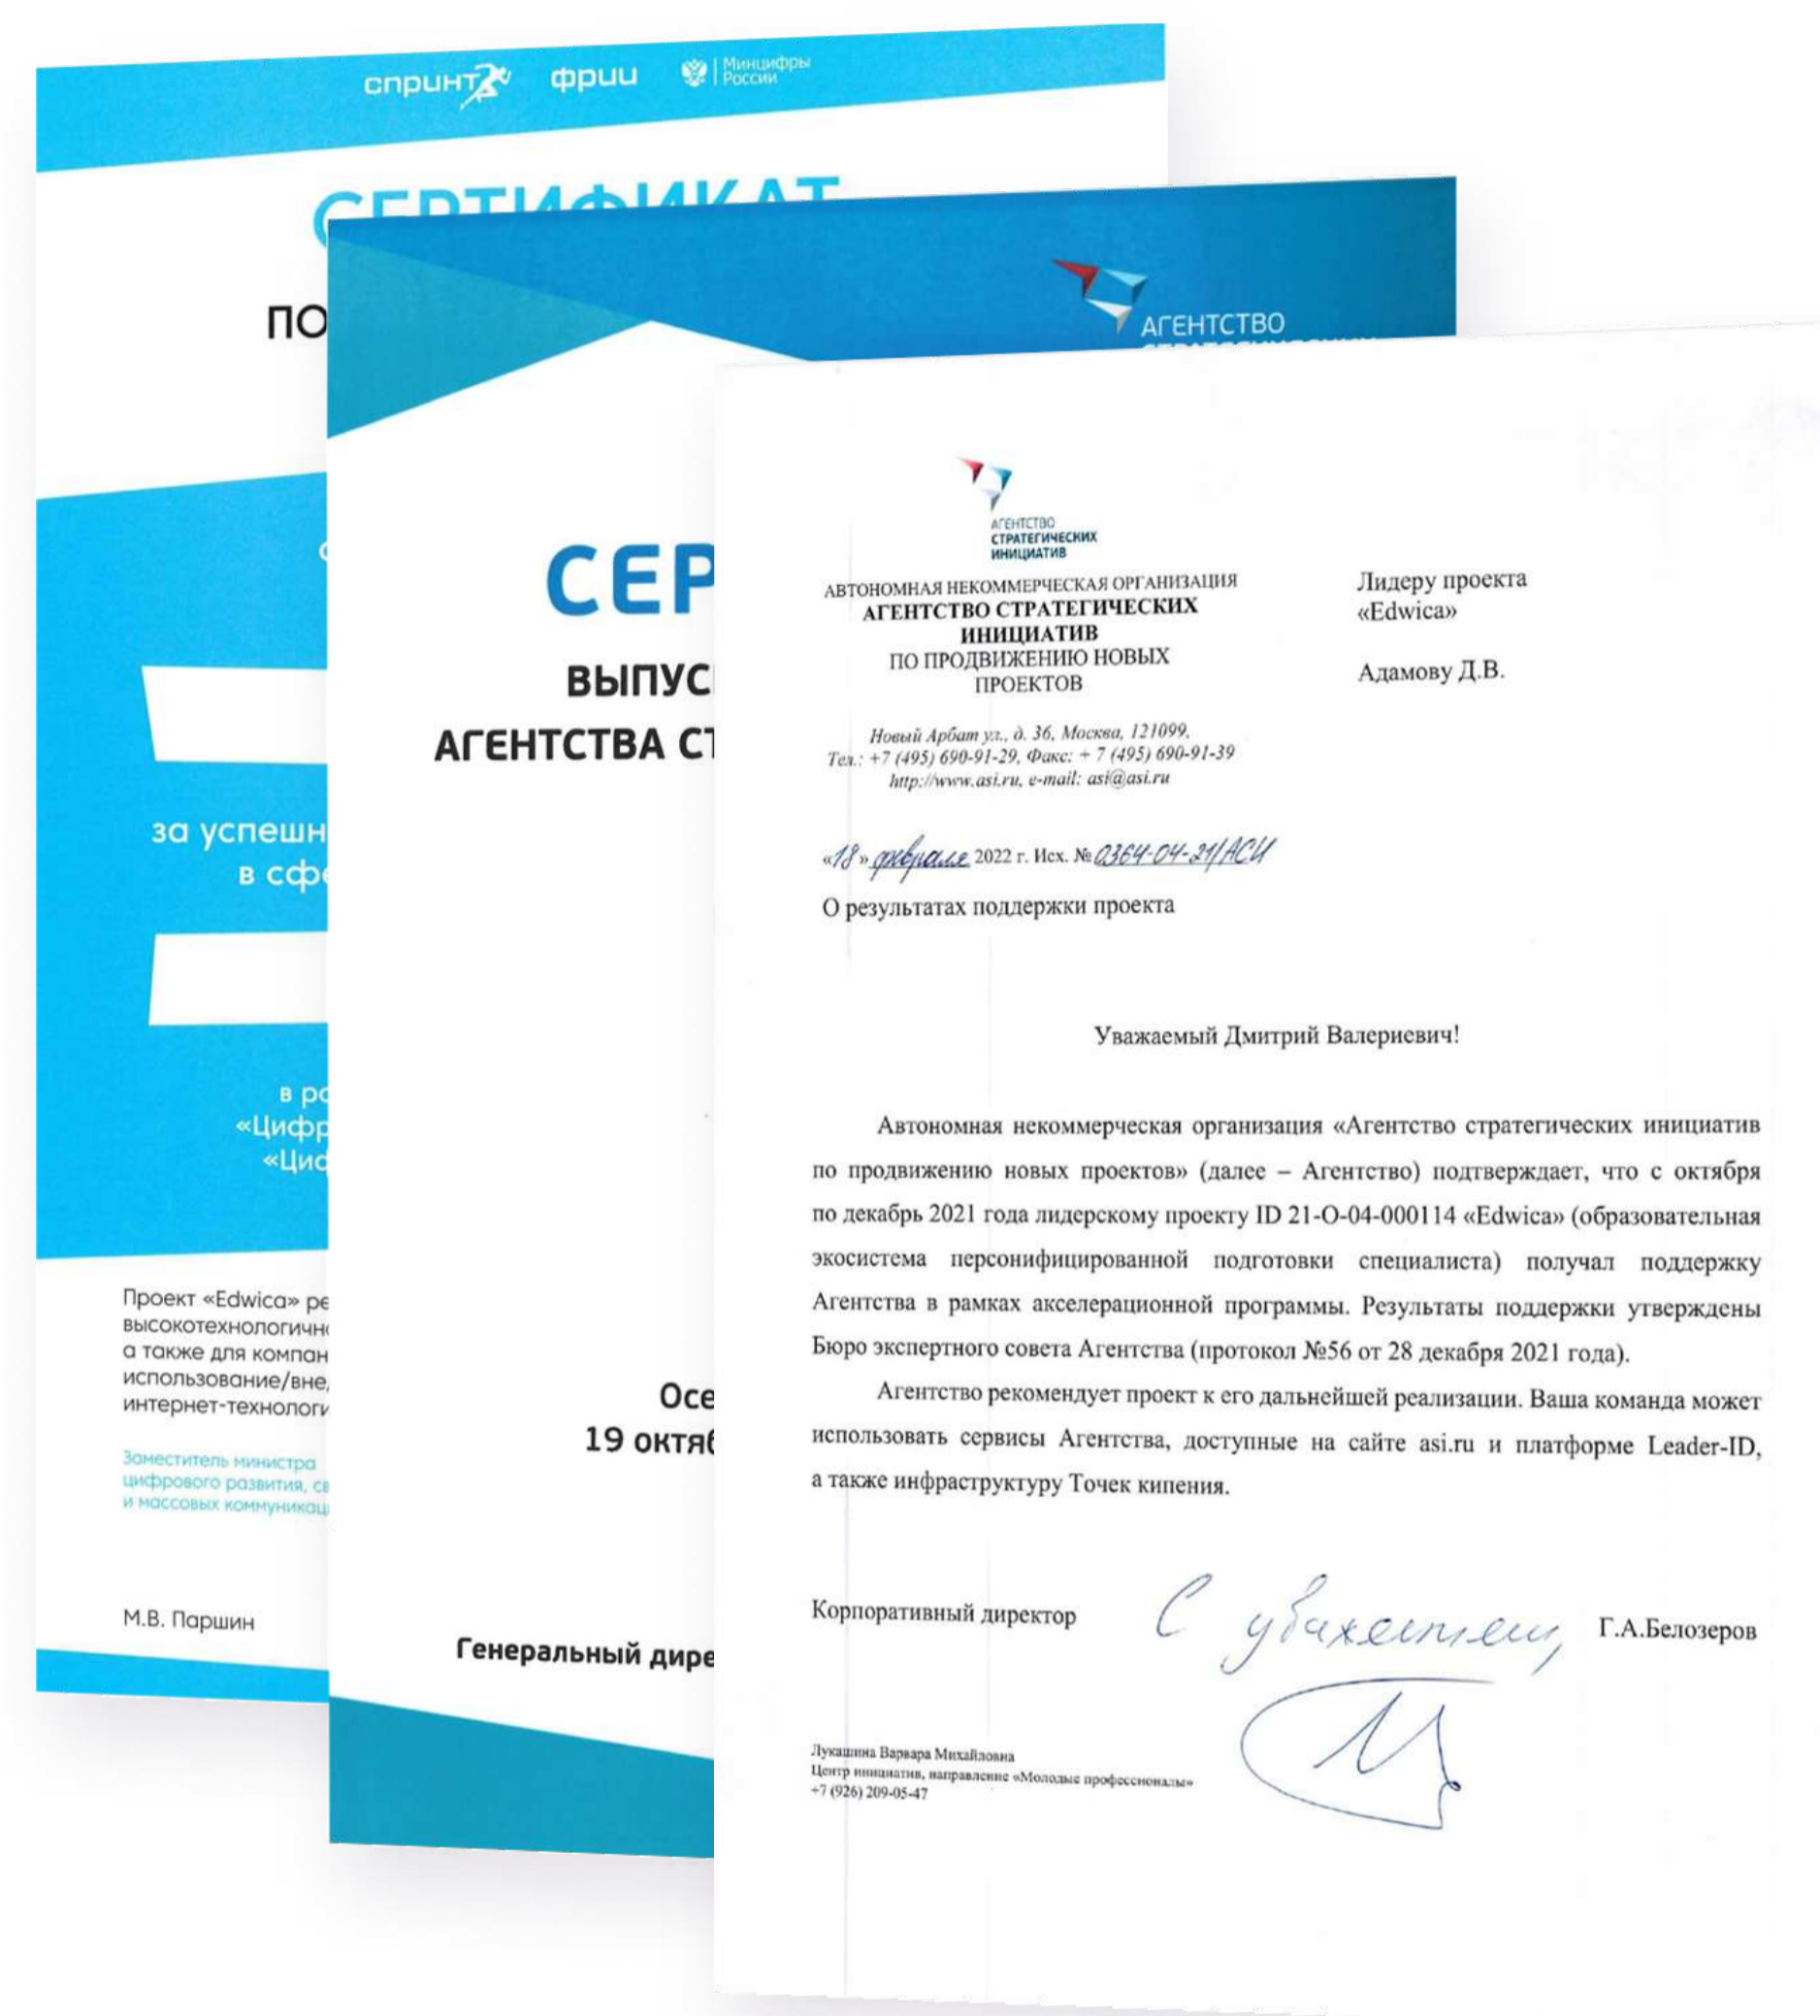 спринт фрии Минцифры
России
СЕРТИФИКАТ
ПО
за успешн
в сфе
в ро
«Цифр
«Циф
Проект «Edwica» ре
высокотехнологичн
а также для компан
использование/вне
интернет-технологи
Заместитель министра
цифрового развития, св
и массовых коммуникац
М.В. Паршин
АГЕНТСТВО
СЕР
ВЫПУС
АГЕНТСТВА СТ
Осе
19 октяб
Генеральный дире
АГЕНТСТВО
СТРАТЕГИЧЕСКИХ
ИНИЦИАТИВ
АВТОНОМНАЯ НЕКОММЕРЧЕСКАЯ ОРГАНИЗАЦИЯ
АГЕНТСТВО СТРАТЕГИЧЕСКИХ
ИНИЦИАТИВ
ПО ПРОДВИЖЕНИЮ НОВЫХ
ПРОЕКТОВ
Новый Арбат ул., д. 36, Москва, 121099,
Тел.: +7 (495) 690-91-29, Факс: + 7 (495) 690-91-39
http://www.asi.ru, e-mail: asi@asi.ru
Лидеру проекта
«Edwica»
Адамову Д.В.
«18» февраля 2022 г. Исх. № 0364-04-21/АСИ
О результатах поддержки проекта
Уважаемый Дмитрий Валериевич!
Автономная некоммерческая организация «Агентство стратегических инициатив
по продвижению новых проектов» (далее – Агентство) подтверждает, что с октября
по декабрь 2021 года лидерскому проекту ID 21-O-04-000114 «Edwica» (образовательная
экосистема персонифицированной подготовки специалиста) получал поддержку
Агентства в рамках акселерационной программы. Результаты поддержки утверждены
Бюро экспертного совета Агентства (протокол №56 от 28 декабря 2021 года).
Агентство рекомендует проект к его дальнейшей реализации. Ваша команда может
использовать сервисы Агентства, доступные на сайте asi.ru и платформе Leader-ID,
а также инфраструктуру Точек кипения.
Корпоративный директор С уважением, Г.А.Белозеров
Лукашина Варвара Михайловна
Центр инициатив, направление «Молодые профессионалы»
+7 (926) 209-05-47